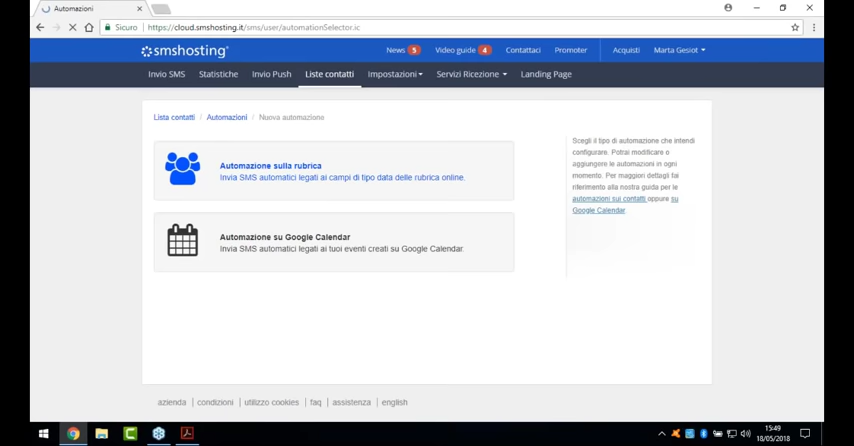 Automazioni
Sicuro https://cloud.smshosting.it/sms/user/automationSelector.ic
smshosting
News 5 Video guide 4 Contattaci Promoter Acquisti Marta Gesiot
Invio SMS Statistiche Invio Push Liste contatti Impostazioni Servizi Ricezione Landing Page
Lista contatti / Automazioni / Nuova automazione
Automazione sulla rubrica
Invia SMS automatici legati ai campi di tipo data delle rubrica online.
Automazione su Google Calendar
Invia SMS automatici legati ai tuoi eventi creati su Google Calendar.
Scegli il tipo di automazione che intendi
configurare. Potrai modificare o
aggiungere le automazioni in ogni
momento. Per maggiori dettagli fai
riferimento alla nostra guida per le
automazioni sui contatti oppure su
Google Calendar.
azienda | condizioni | utilizzo cookies | faq | assistenza | english
15:49
18/05/2018